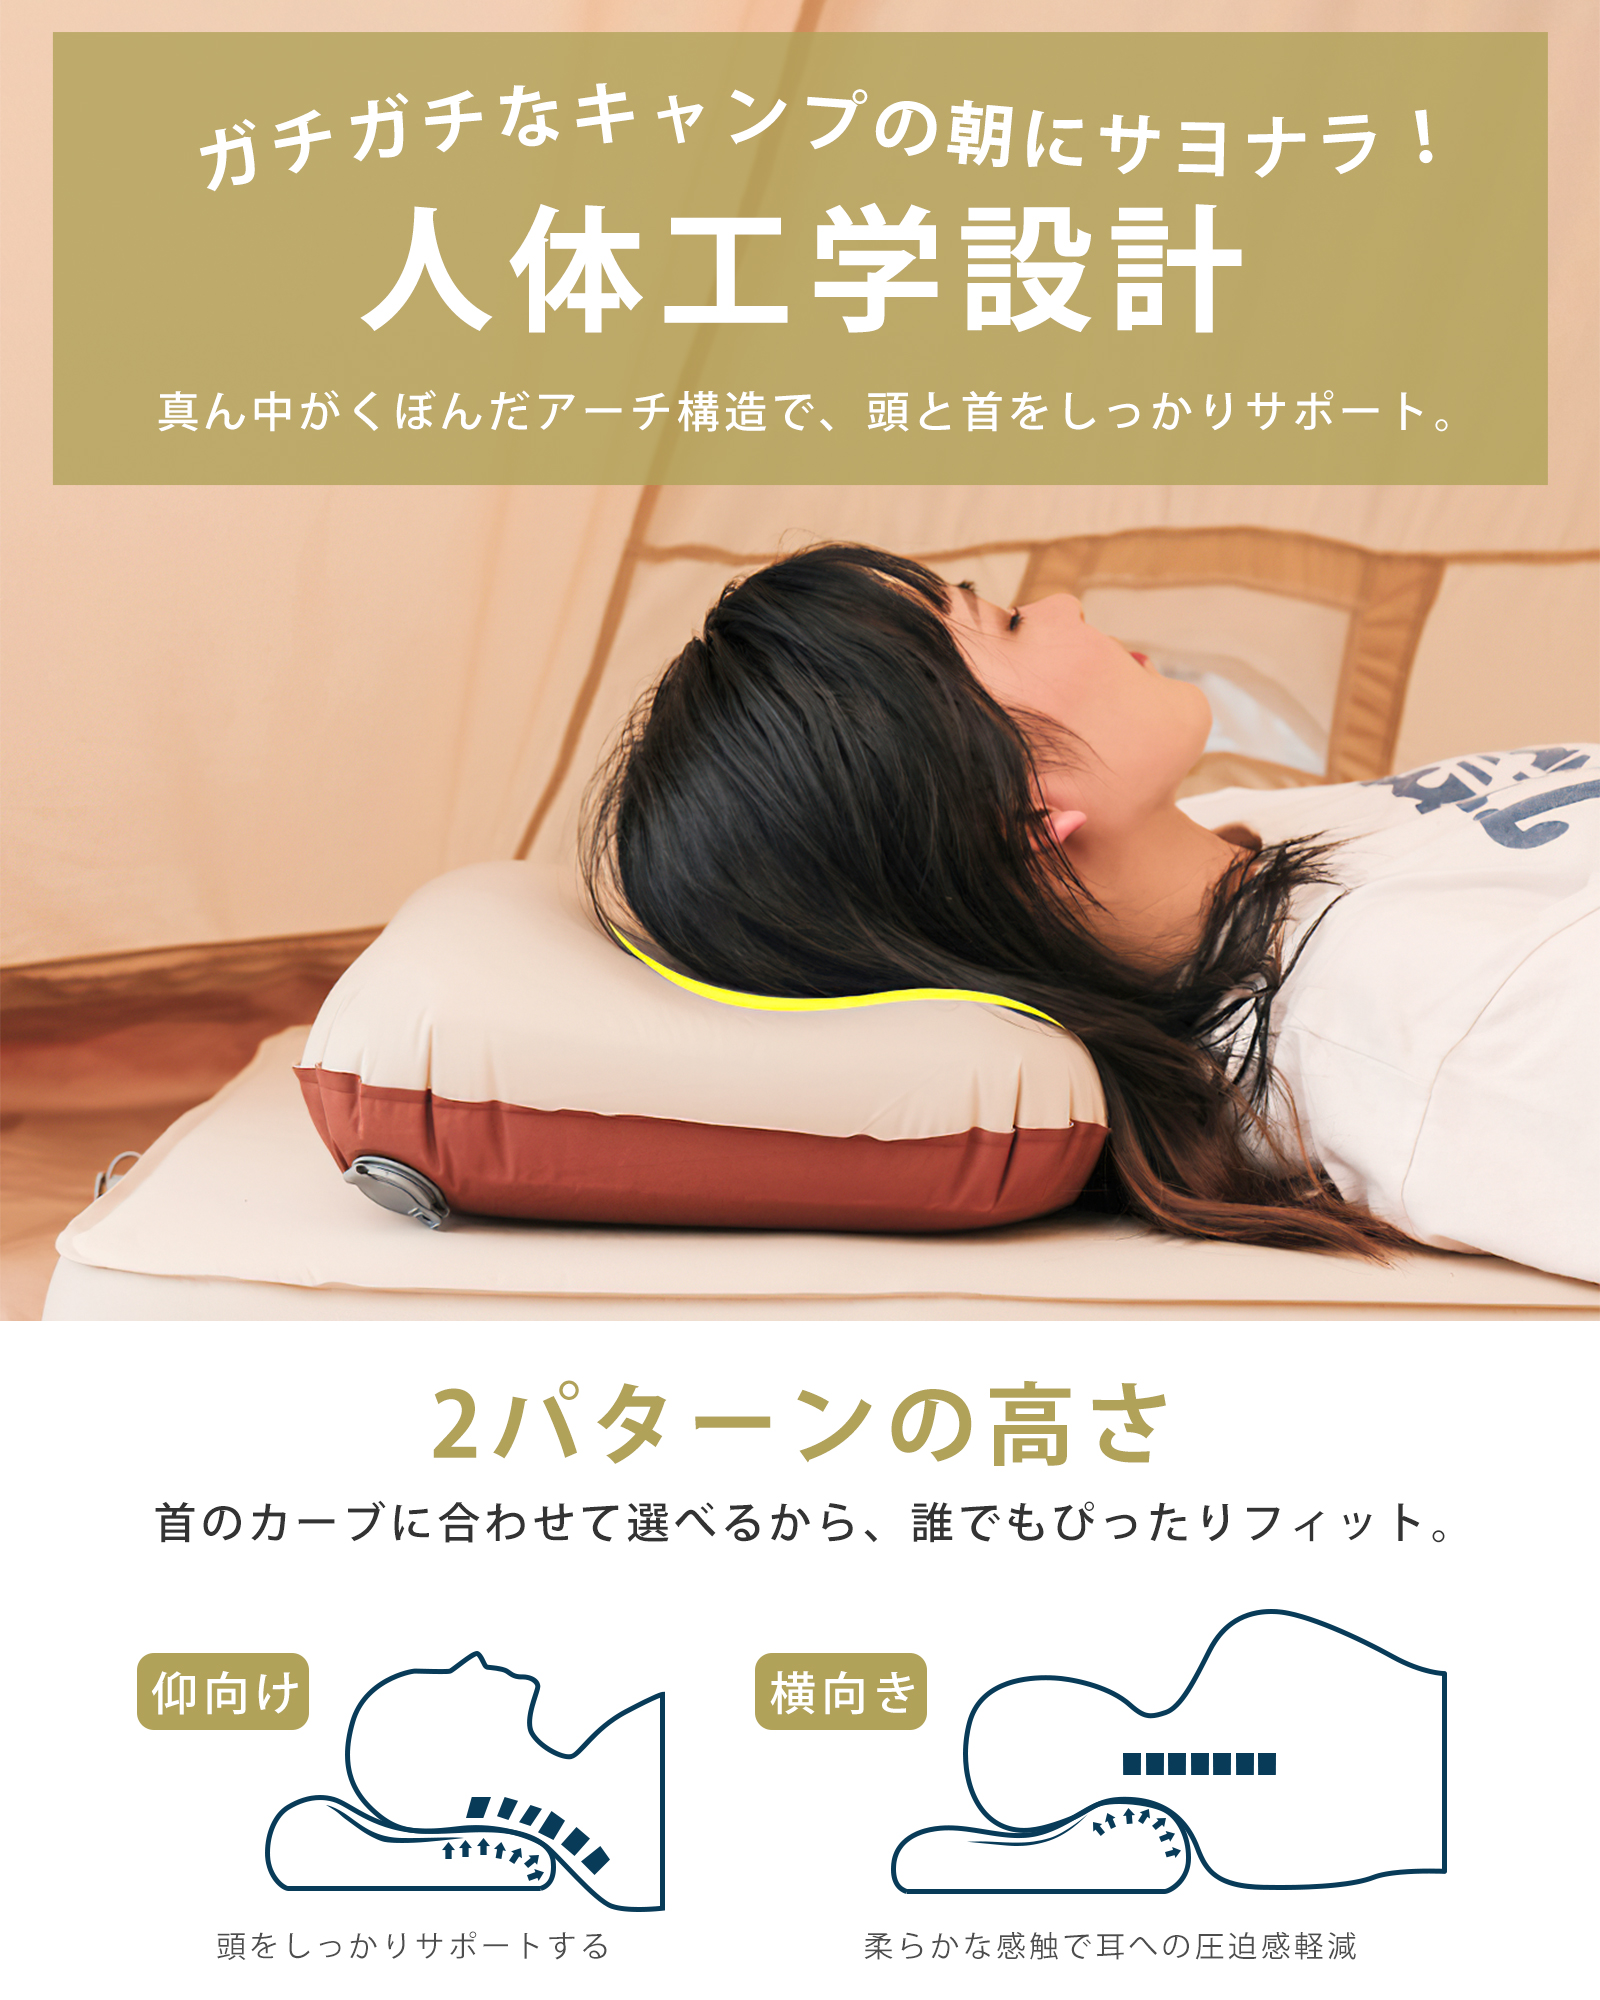 ガチガチなキャンプの朝にサヨナラ！
人体工学設計
真ん中がくぼんだアーチ構造で、頭と首をしっかりサポート。
2パターンの高さ
首のカーブに合わせて選べるから、誰でもぴったりフィット。
仰向け
横向き
頭をしっかりサポートする
柔らかな感触で耳への圧迫感軽減